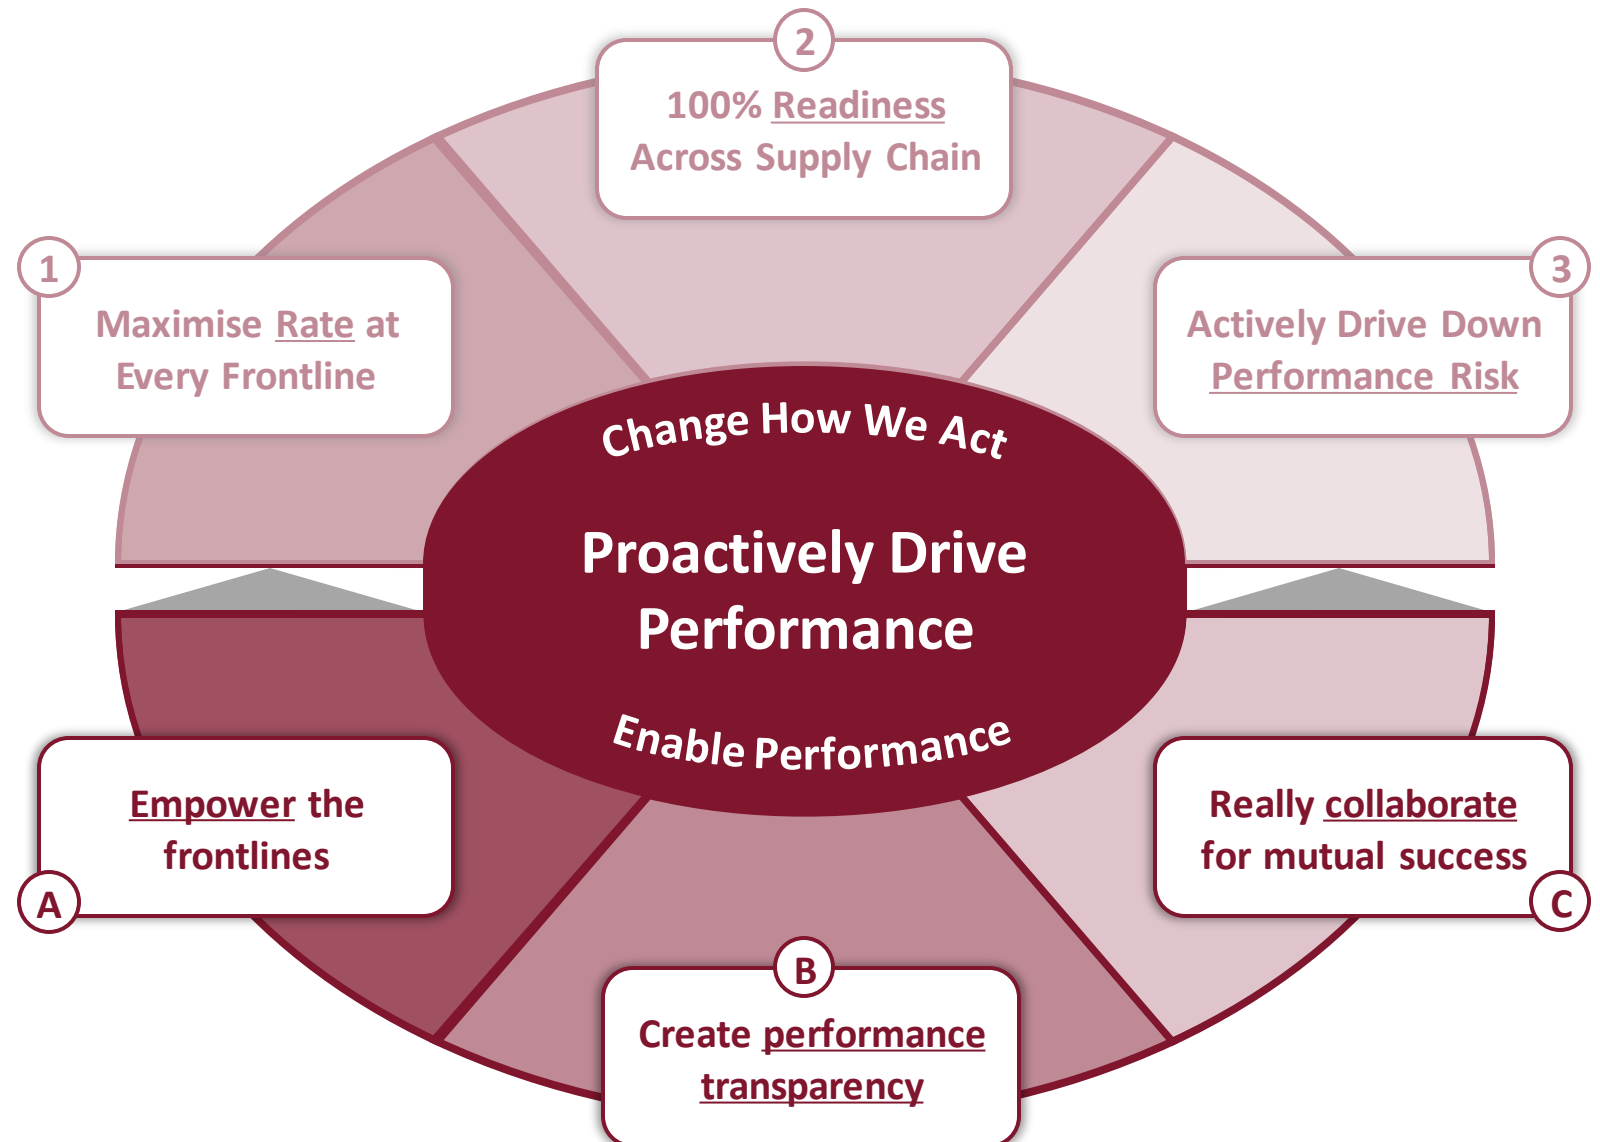 2
100% Readiness
Across Supply Chain
1
Maximise Rate at
Every Frontline
3
Actively Drive Down
Performance Risk
Change How We Act
Proactively Drive
Performance
Enable Performance
Empower the
frontlines
A
B
Create performance
transparency
Really collaborate
for mutual success
C